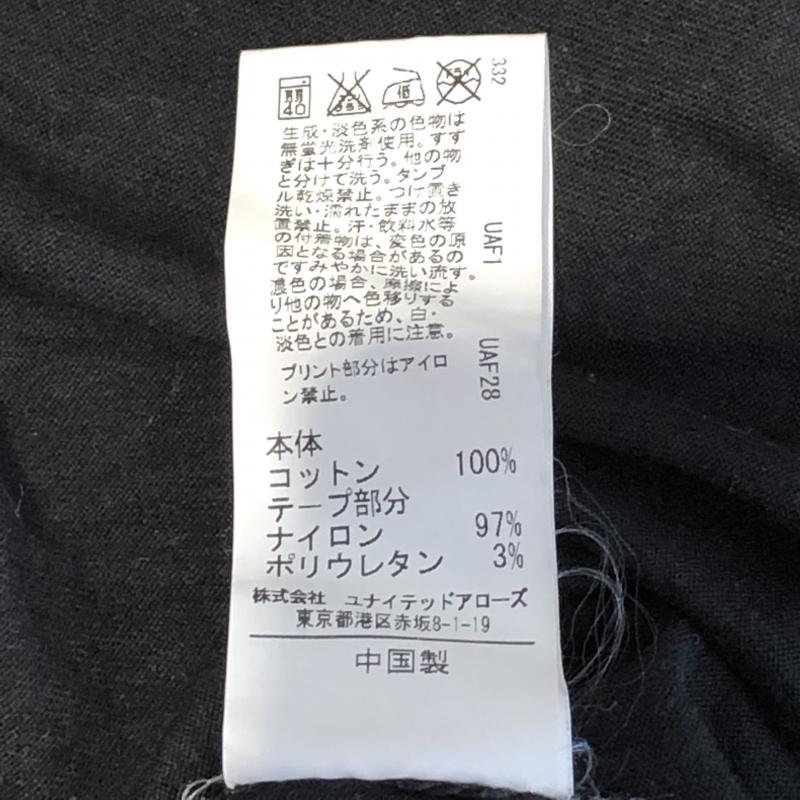 40
低
332
生成・淡色系の色物は
無蛍光洗剤使用。すす
ぎは十分行う。他の物
と分けて洗う。タンブ
ル乾燥禁止。つけ置き
洗い・濡れたままの放
置禁止。汗・飲料水等
の付着物は、変色の原
因となる場合があるの
ですみやかに洗い流す。
濃色の場合、摩擦によ
り他の物へ色移りする
ことがあるため、白・
淡色との着用に注意。
プリント部分はアイロ
ン禁止。
UAF1
UAF28
本体
コットン 100%
テープ部分
ナイロン 97%
ポリウレタン 3%
株式会社 ユナイテッドアローズ
東京都港区赤坂8-1-19
中国製